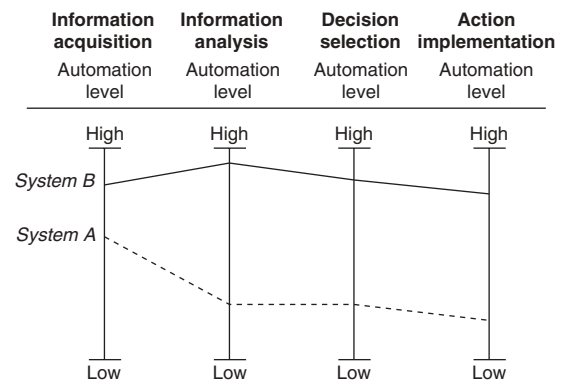 Information Information Decision Action
acquisition analysis selection implementation
Automation Automation Automation Automation
level level level level
High High High High
System B
System A
Low Low Low Low